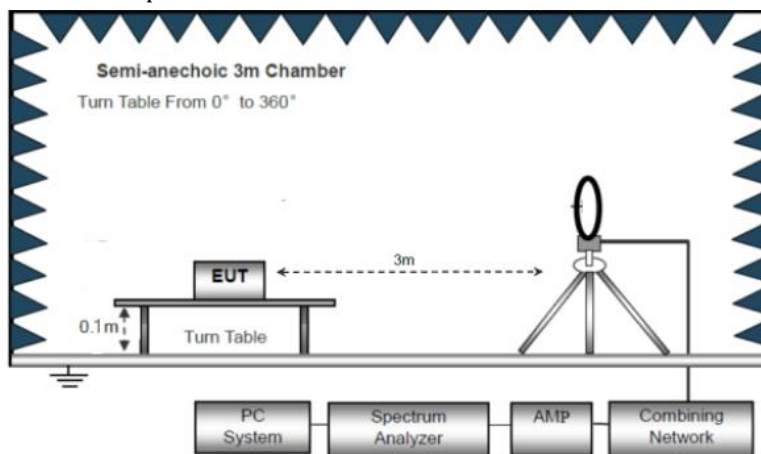 Semi-anechoic 3m Chamber
Turn Table From 0° to 360°
3m
EUT
0.1m
Turn Table
PC
System
Spectrum
Analyzer
AMP
Combining
Network